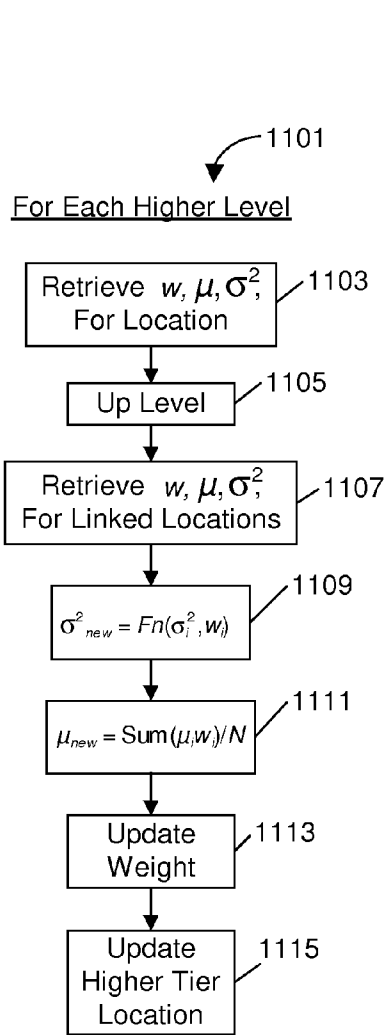 1101
For Each Higher Level
Retrieve w, μ, σ², 1103
For Location
1105
Up Level
Retrieve w, μ, σ², 1107
For Linked Locations
1109
σ²new = Fn(σi², wi)
1111
μnew = Sum(μiwi)/N
Update 1113
Weight
Update 1115
Higher Tier
Location